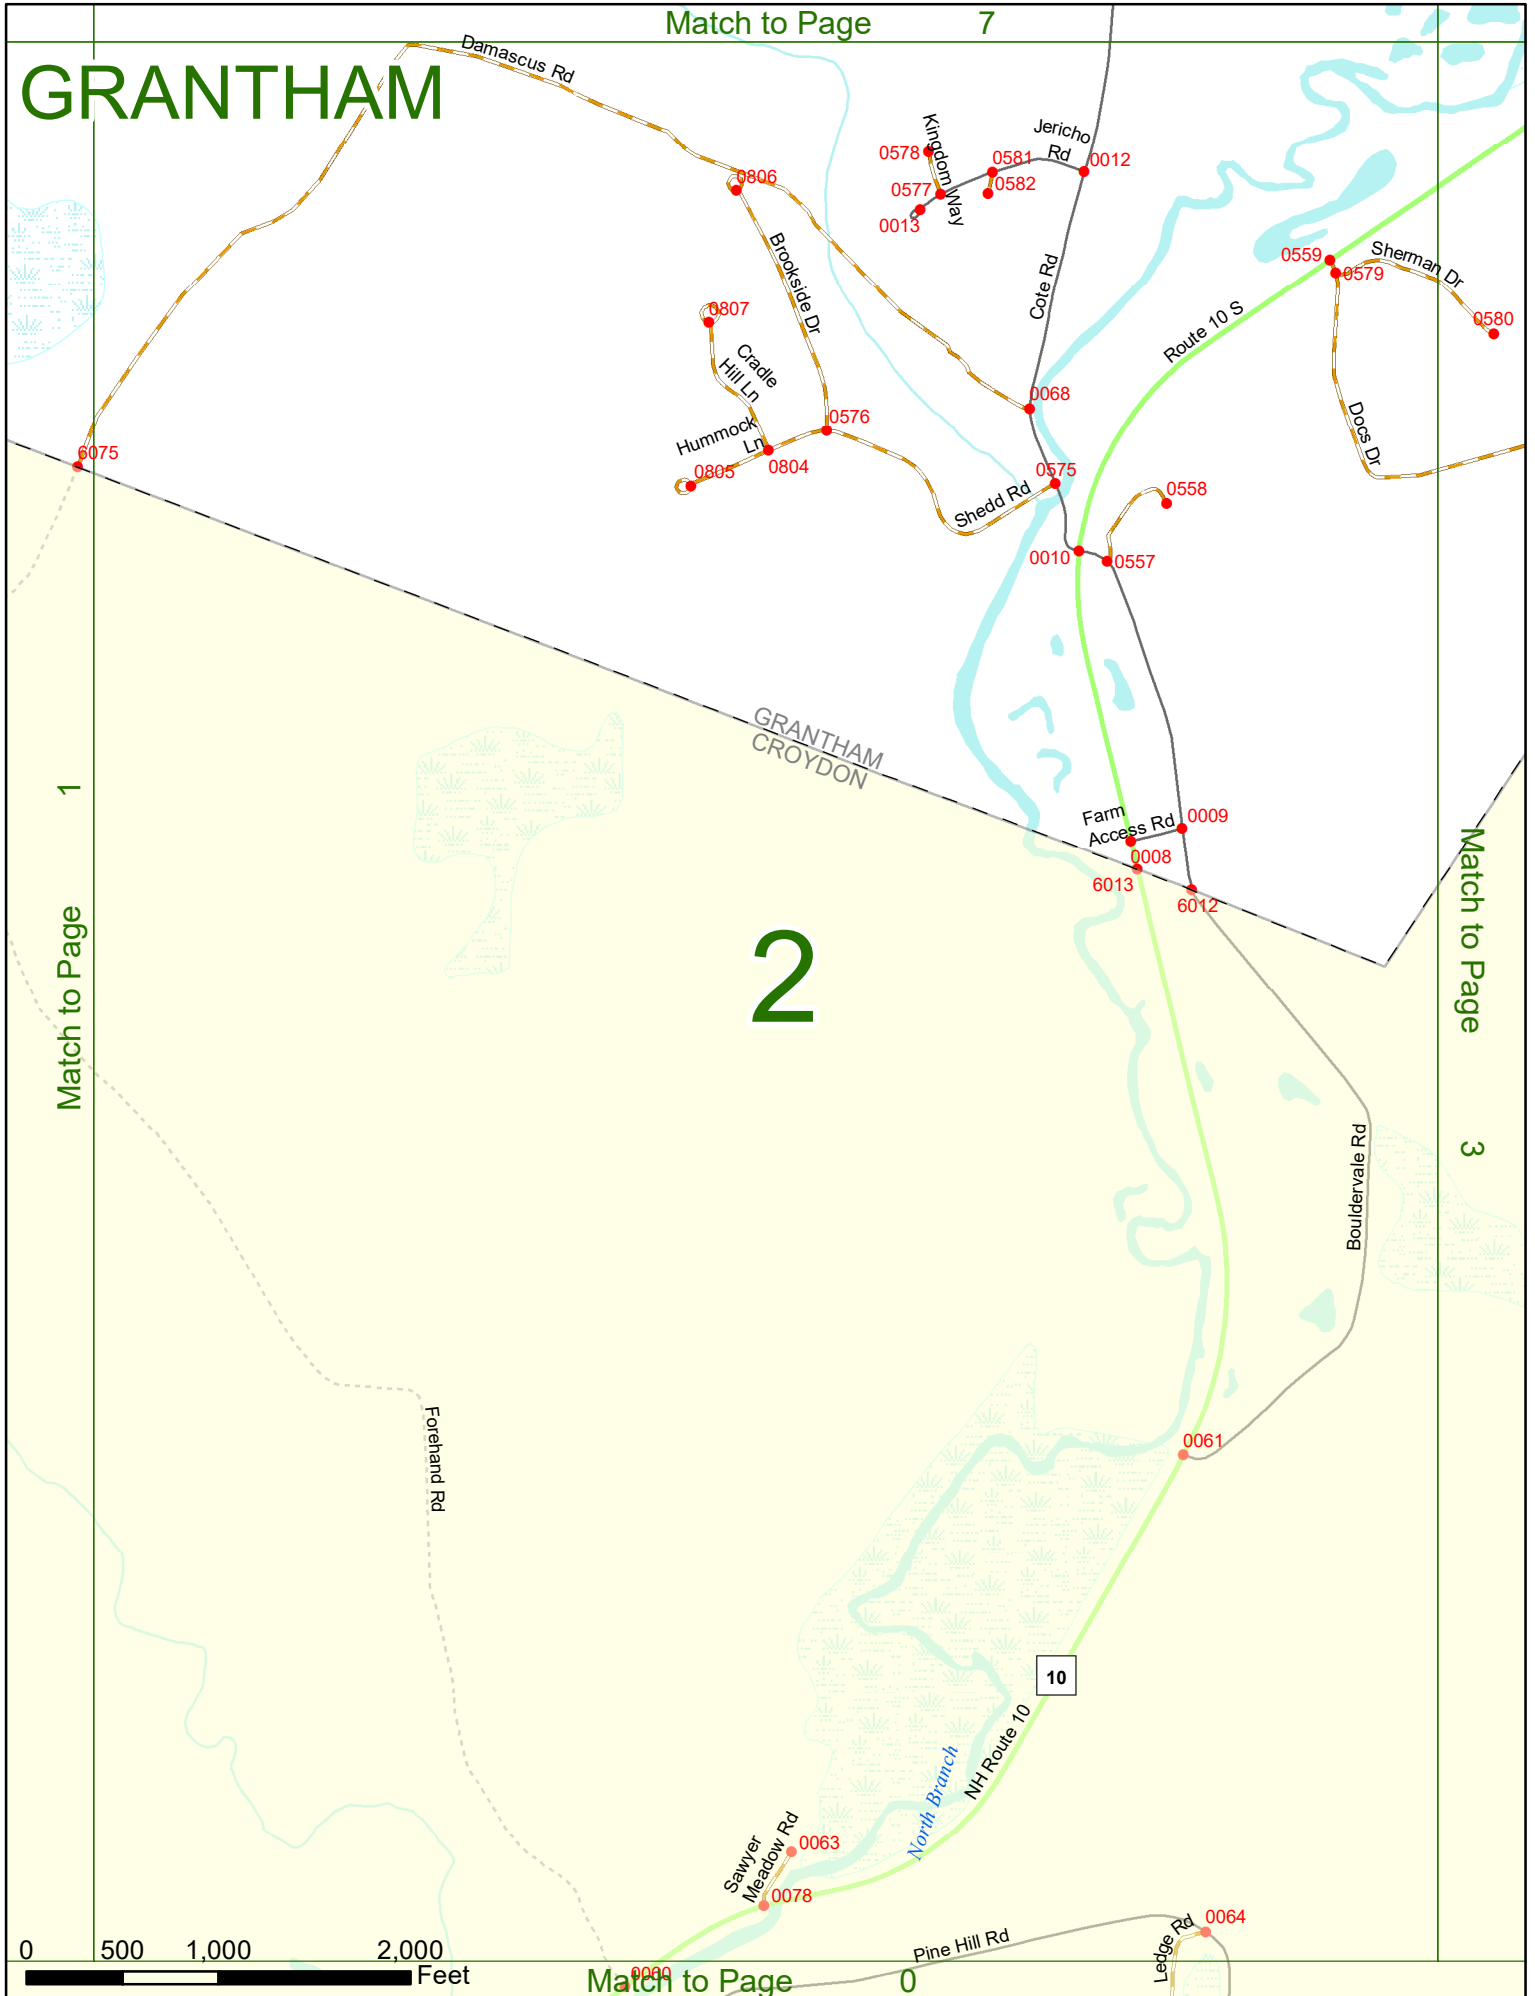 Match to Page 7
GRANTHAM
Damascus Rd
Kingdom Way
Jericho
Rd
0578
0581
0012
0577
0582
0013
0806
Brookside Dr
Cote Rd
0559
0579
Sherman Dr
0580
Route 10 S
0807
Cradle
Hill Ln
0068
0576
Hummock
Ln
0804
0805
Docs Dr
6075
0575
Shedd Rd
0558
0010
0557
GRANTHAM
CROYDON
1
Match to Page
Farm
Access Rd
0009
0008
6013
6012
Match to Page
3
2
Bouldervale Rd
Forehand Rd
0061
10
NH Route 10
North Branch
Sawyer
Meadow Rd
0063
0078
0064
Ledge Rd
Pine Hill Rd
0 500 1,000 2,000
Feet
0060
Match to Page 0